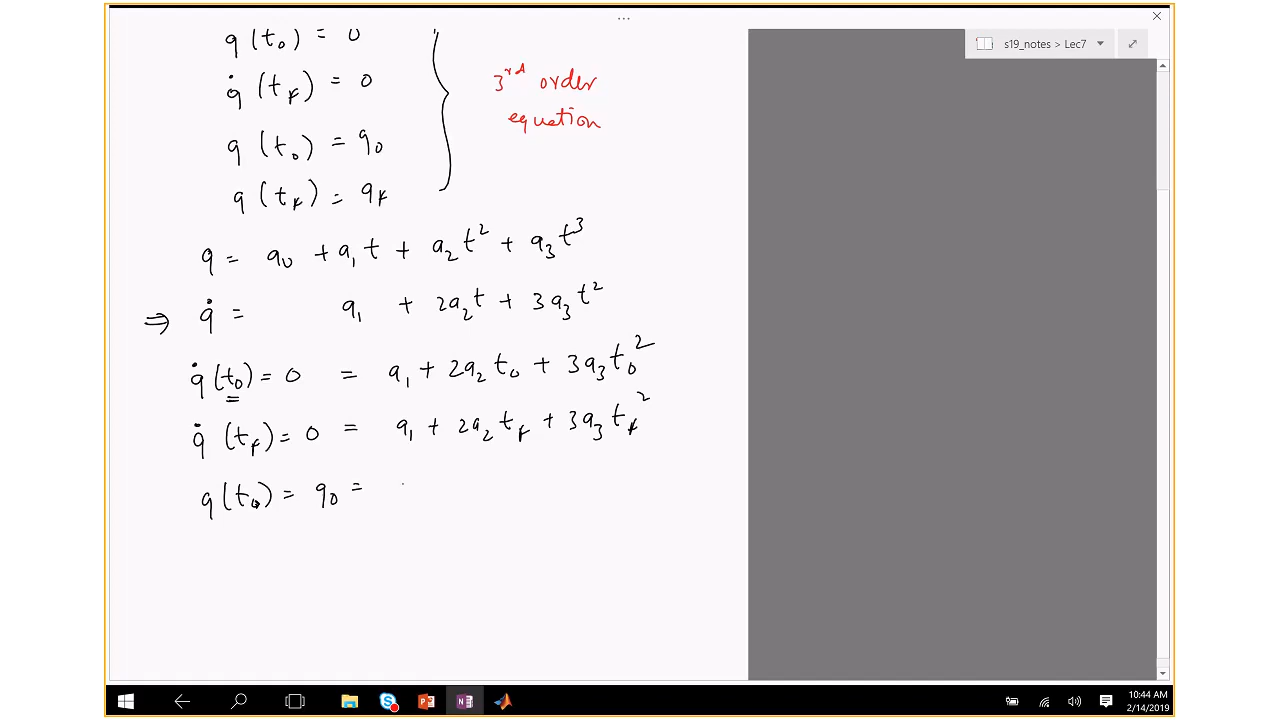 ...
s19_notes > Lec7
q(t₀) = 0
q̇(t_f) = 0
q(t₀) = q₀
q(t_f) = q_f
3rd order
equation
q = a₀ + a₁t + a₂t² + a₃t³
⇒ q̇ = a₁ + 2a₂t + 3a₃t²
q̇(t₀) = 0 = a₁ + 2a₂t₀ + 3a₃t₀²
q̇(t_f) = 0 = a₁ + 2a₂t_f + 3a₃t_f²
q(t₀) = q₀ =
10:44 AM
2/14/2019